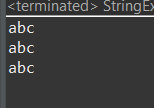 <terminated> StringEx
abc
abc
abc